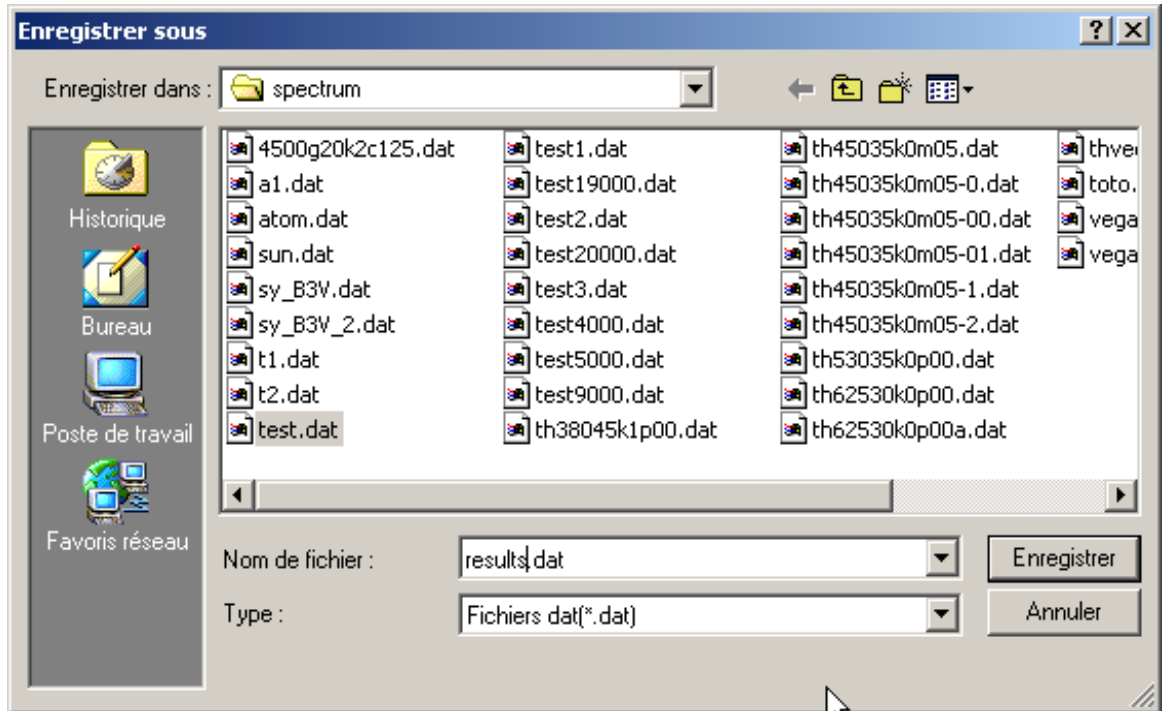 Enregistrer sous
Enregistrer dans :
spectrum
Historique
Bureau
Poste de travail
Favoris réseau
4500g20k2c125.dat
a1.dat
atom.dat
sun.dat
sy_B3V.dat
sy_B3V_2.dat
t1.dat
t2.dat
test.dat
test1.dat
test19000.dat
test2.dat
test20000.dat
test3.dat
test4000.dat
test5000.dat
test9000.dat
th38045k1p00.dat
th45035k0m05.dat
th45035k0m05-0.dat
th45035k0m05-00.dat
th45035k0m05-01.dat
th45035k0m05-1.dat
th45035k0m05-2.dat
th53035k0p00.dat
th62530k0p00.dat
th62530k0p00a.dat
toto.
vega
vega
Nom de fichier :
results.dat
Enregistrer
Type :
Fichiers dat(*.dat)
Annuler